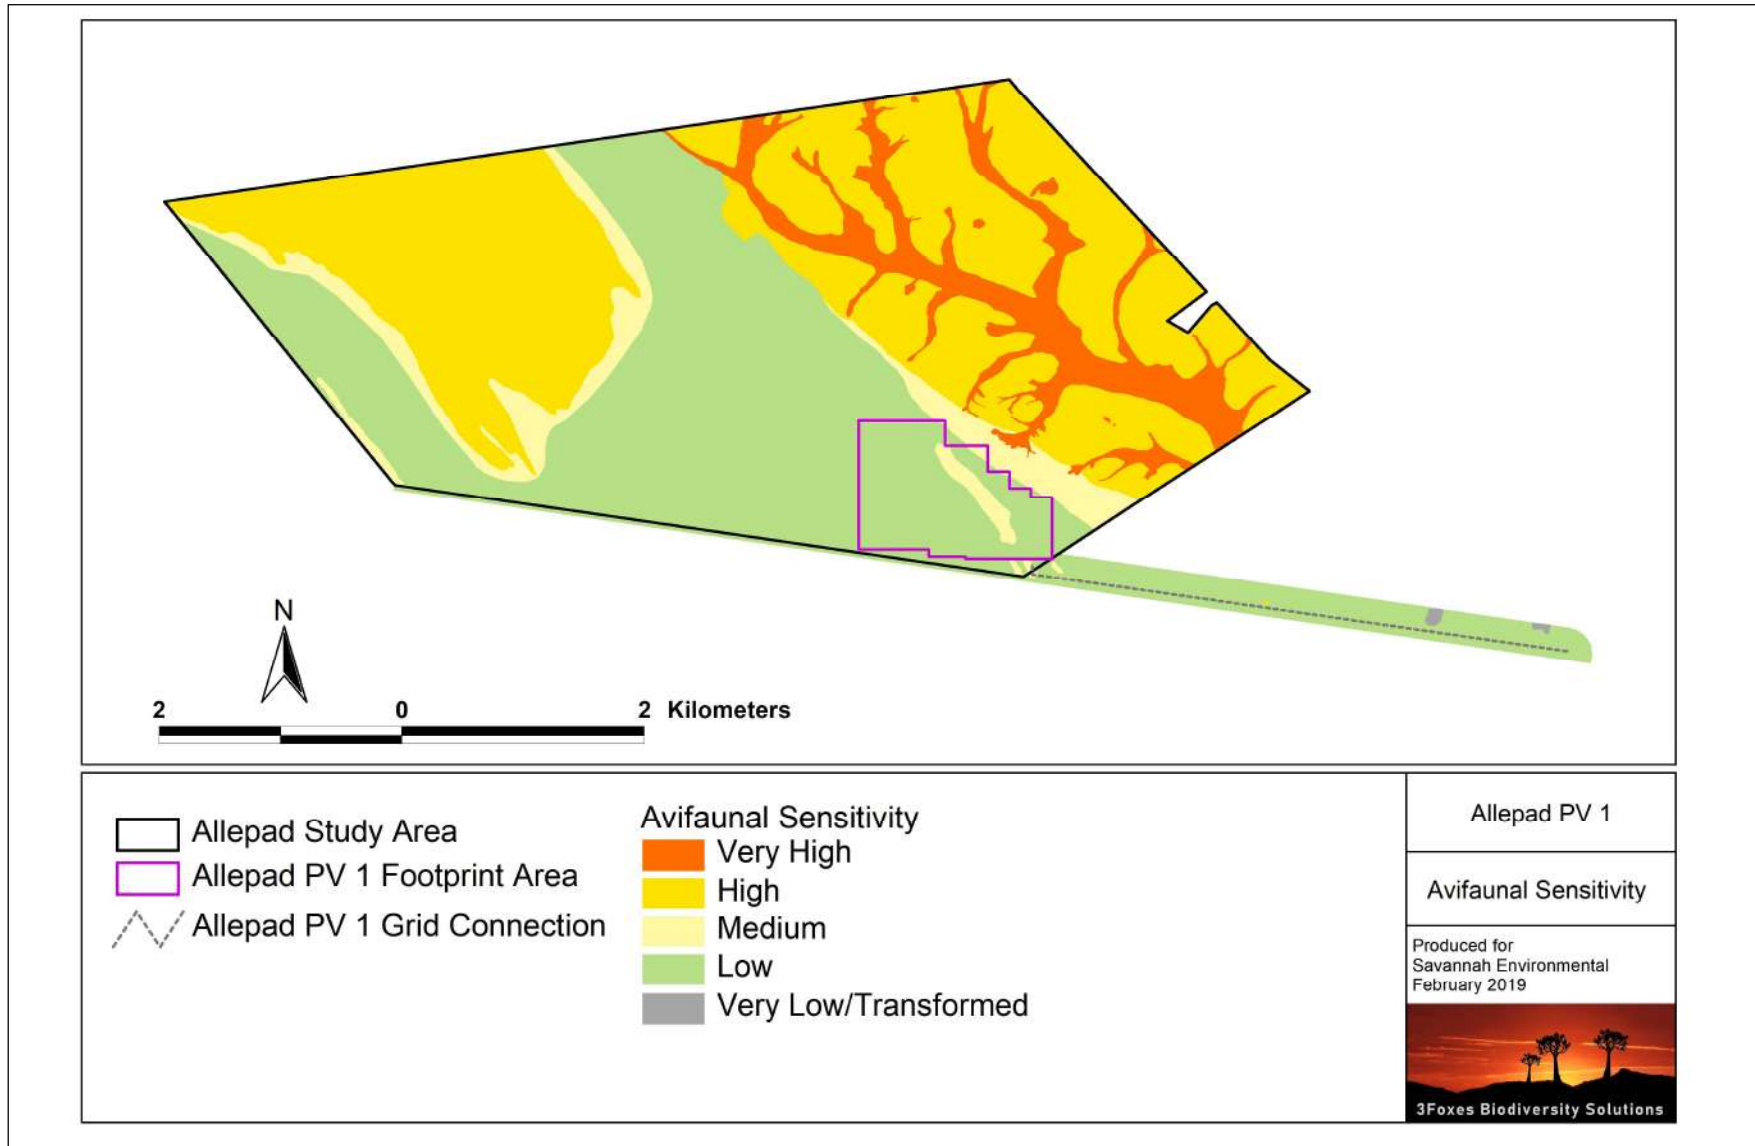 N
2 0 2 Kilometers
Allepad Study Area
Allepad PV 1 Footprint Area
Allepad PV 1 Grid Connection
Avifaunal Sensitivity
Very High
High
Medium
Low
Very Low/Transformed
Allepad PV 1
Avifaunal Sensitivity
Produced for
Savannah Environmental
February 2019
3Foxes Biodiversity Solutions